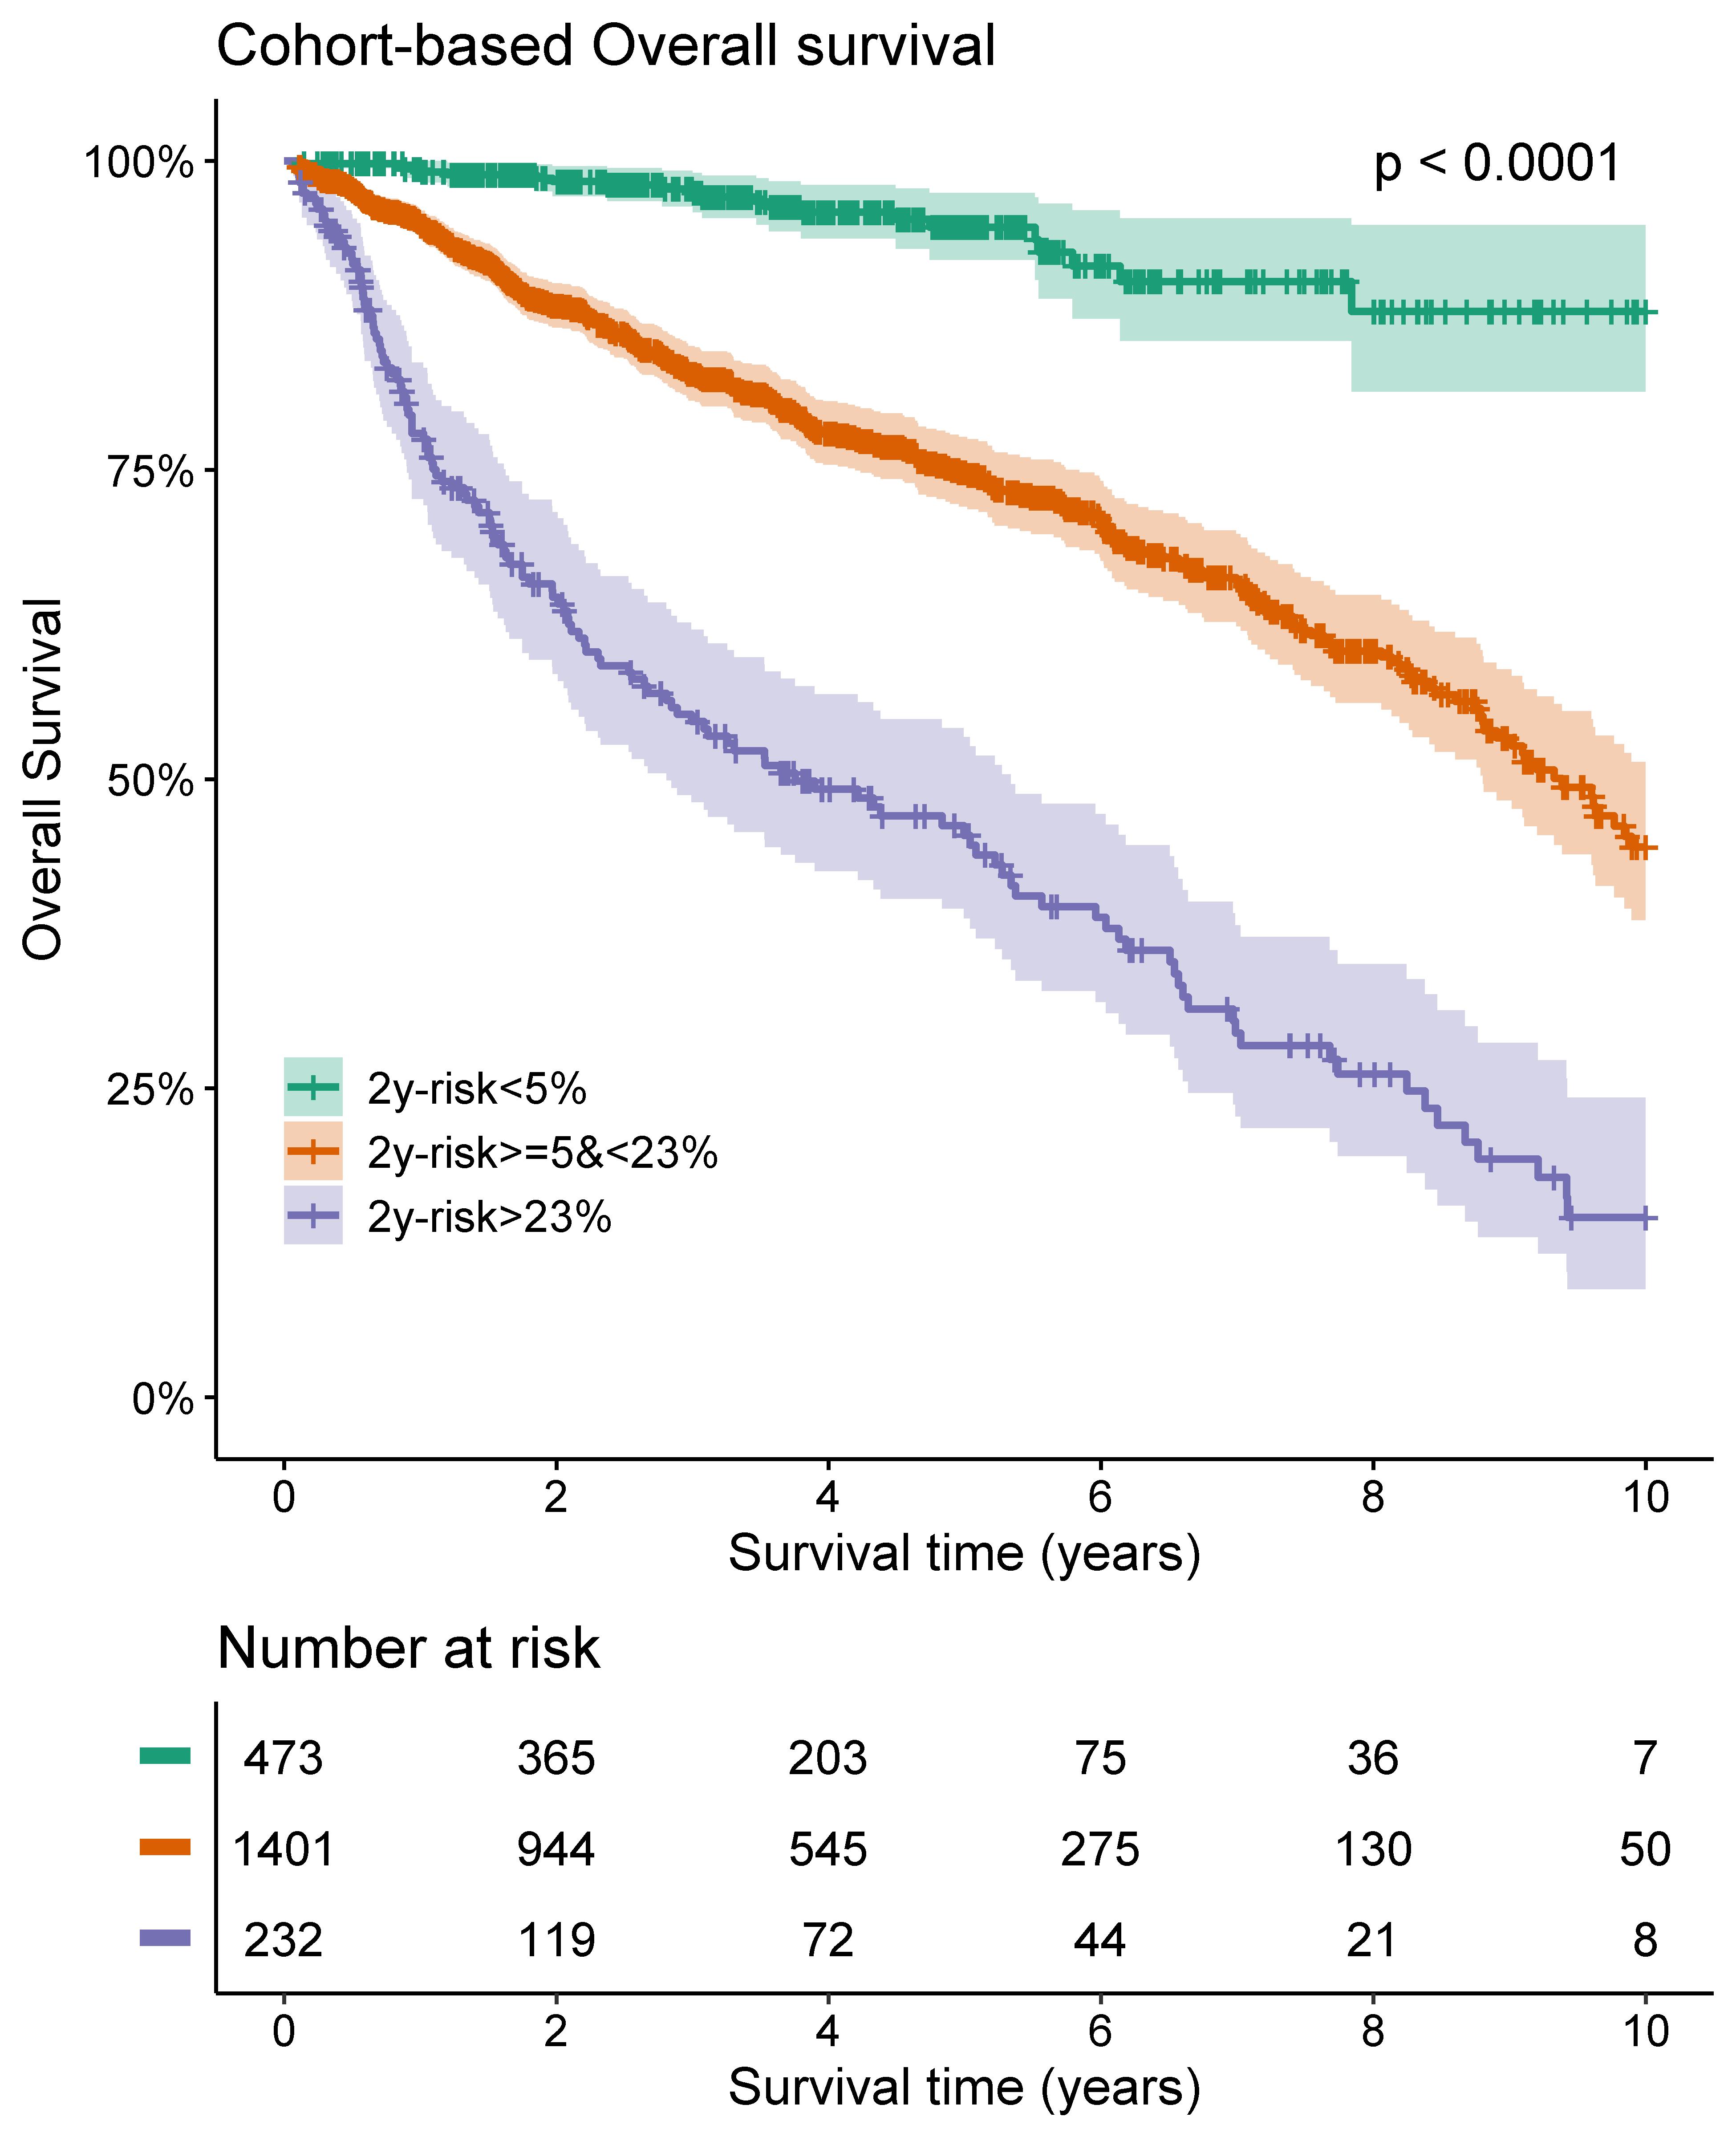 Cohort-based Overall survival
p < 0.0001
100%
75%
50%
25%
0%
Overall Survival
2y-risk<5%
2y-risk>=5&<23%
2y-risk>23%
0 2 4 6 8 10
Survival time (years)
Number at risk
473 365 203 75 36 7
1401 944 545 275 130 50
232 119 72 44 21 8
0 2 4 6 8 10
Survival time (years)